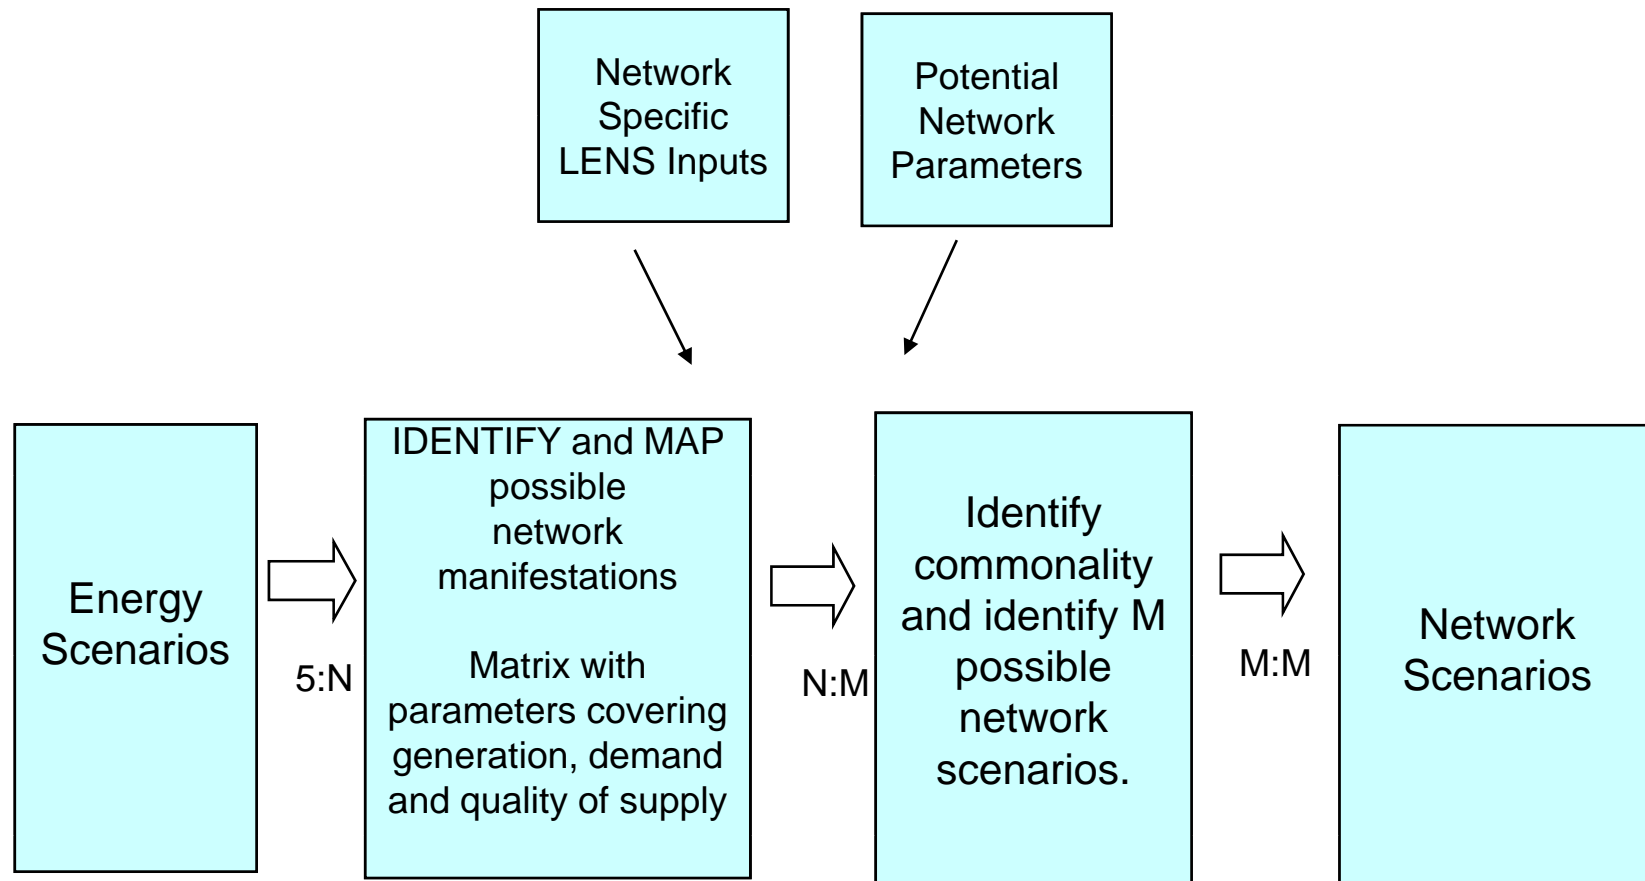 Network
Specific
LENS Inputs
Potential
Network
Parameters
Energy
Scenarios
5:N
IDENTIFY and MAP
possible
network
manifestations
Matrix with
parameters covering
generation, demand
and quality of supply
N:M
Identify
commonality
and identify M
possible
network
scenarios.
M:M
Network
Scenarios